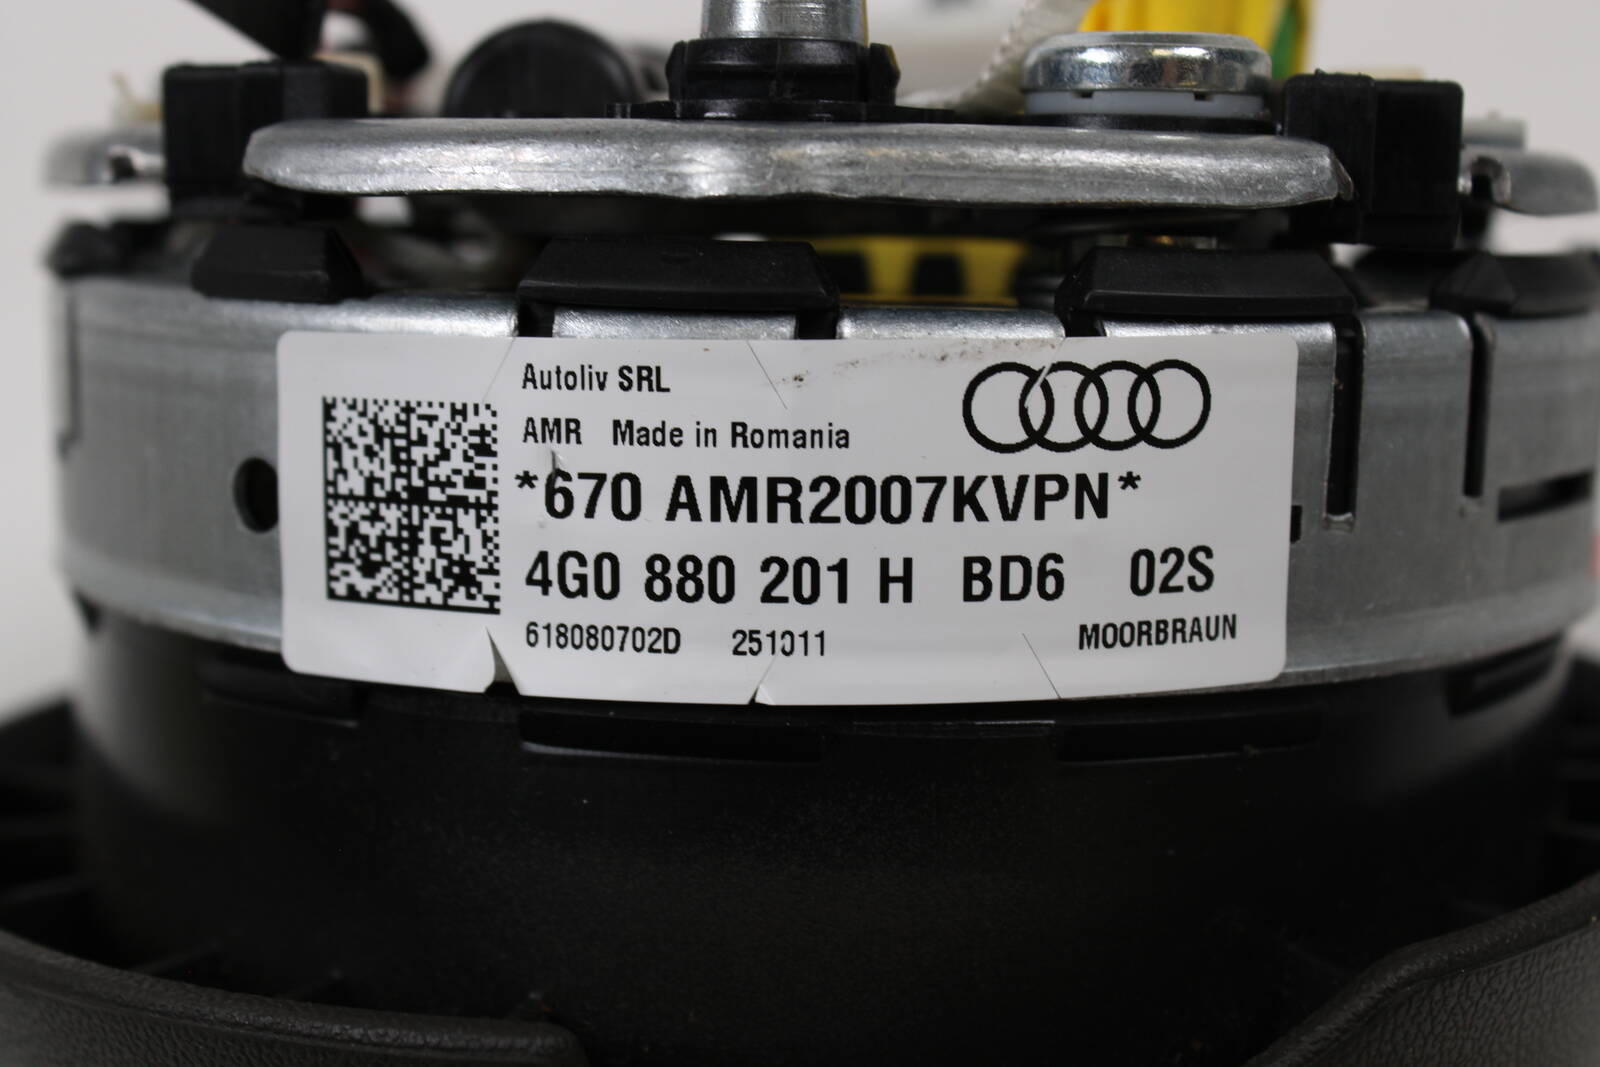 Autoliv SRL
AMR Made in Romania
*670 AMR2007KVPN*
4G0 880 201 H BD6 02S
618080702D 251011 MOORBRAUN